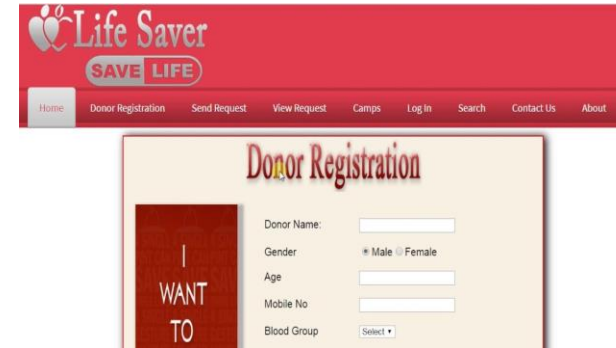 Life Saver
SAVE LIFE
Home Donor Registration Send Request View Request Camps Log In Search Contact Us About
Donor Registration
I
WANT
TO
Donor Name:
Gender Male Female
Age
Mobile No
Blood Group Select